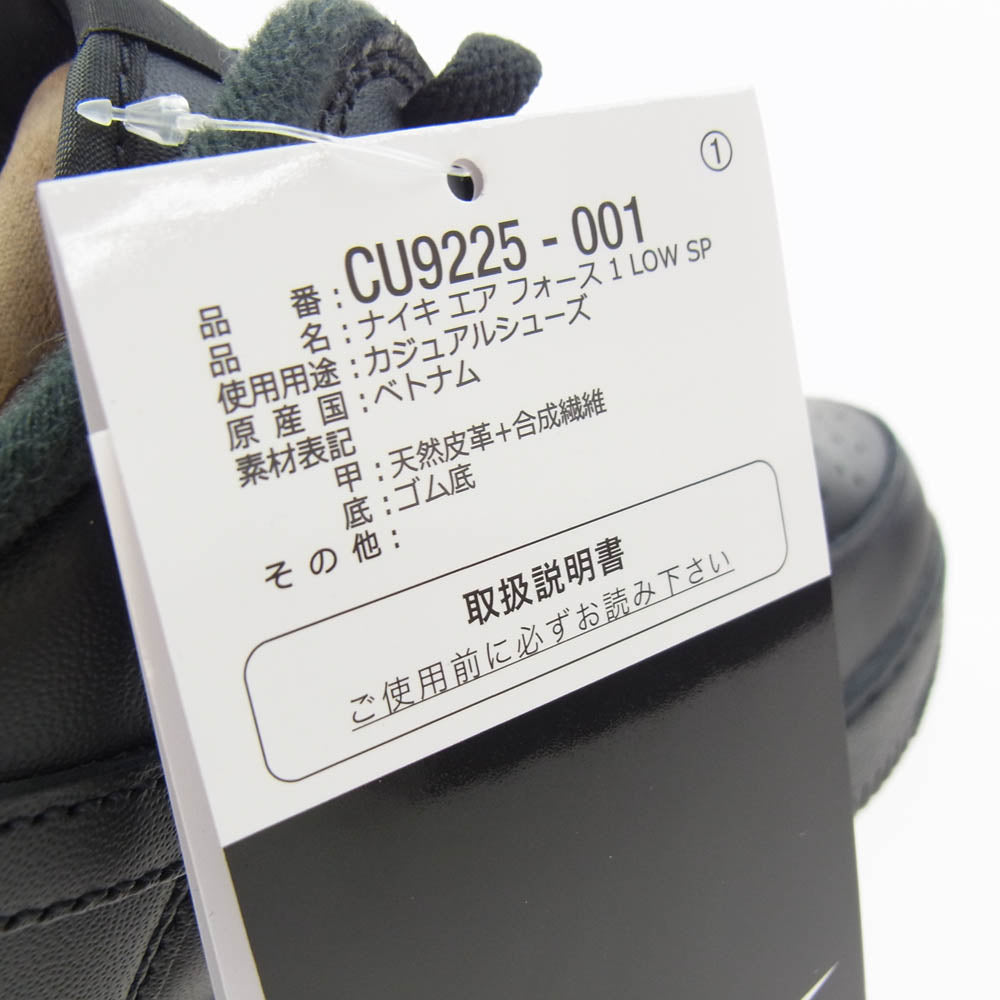 ①
品番：CU9225 - 001
品名：ナイキ エア フォース 1 LOW SP
使用用途：カジュアルシューズ
原産国：ベトナム
素材表記
甲：天然皮革+合成繊維
底：ゴム底
その他：
取扱説明書
ご使用前に必ずお読み下さい